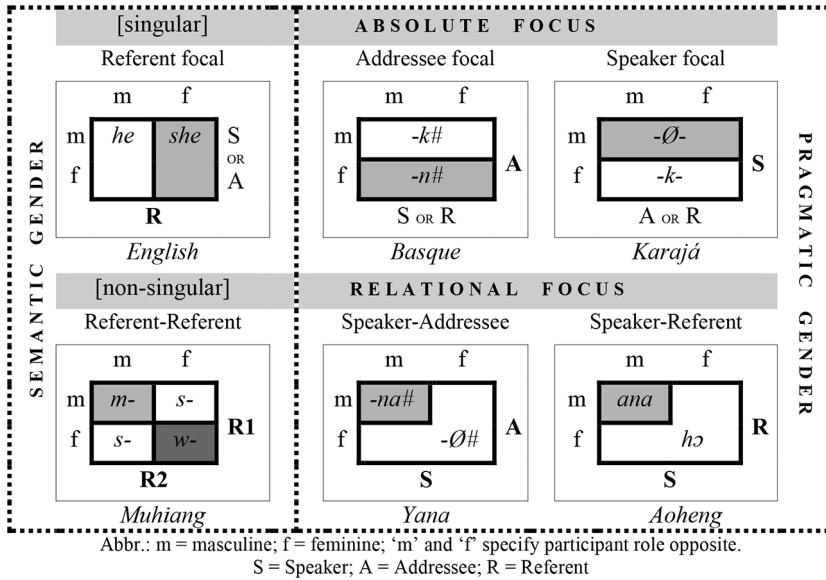 [singular] ABSOLUTE FOCUS
Referent focal Addressee focal Speaker focal
m f m f m f
m he she S m -k# m -Ø-
OR A S
f A f -n# f -k-
R S OR R A OR R
English Basque Karajá
SEMANTIC GENDER
PRAGMATIC GENDER
[non-singular] RELATIONAL FOCUS
Referent-Referent Speaker-Addressee Speaker-Referent
m f m f m f
m m- s- m -na# m ana
R1 A R
f s- w- f -Ø# f hɔ
R2 S S
Muhiang Yana Aoheng
Abbr.: m = masculine; f = feminine; ‘m’ and ‘f’ specify participant role opposite.
S = Speaker; A = Addressee; R = Referent